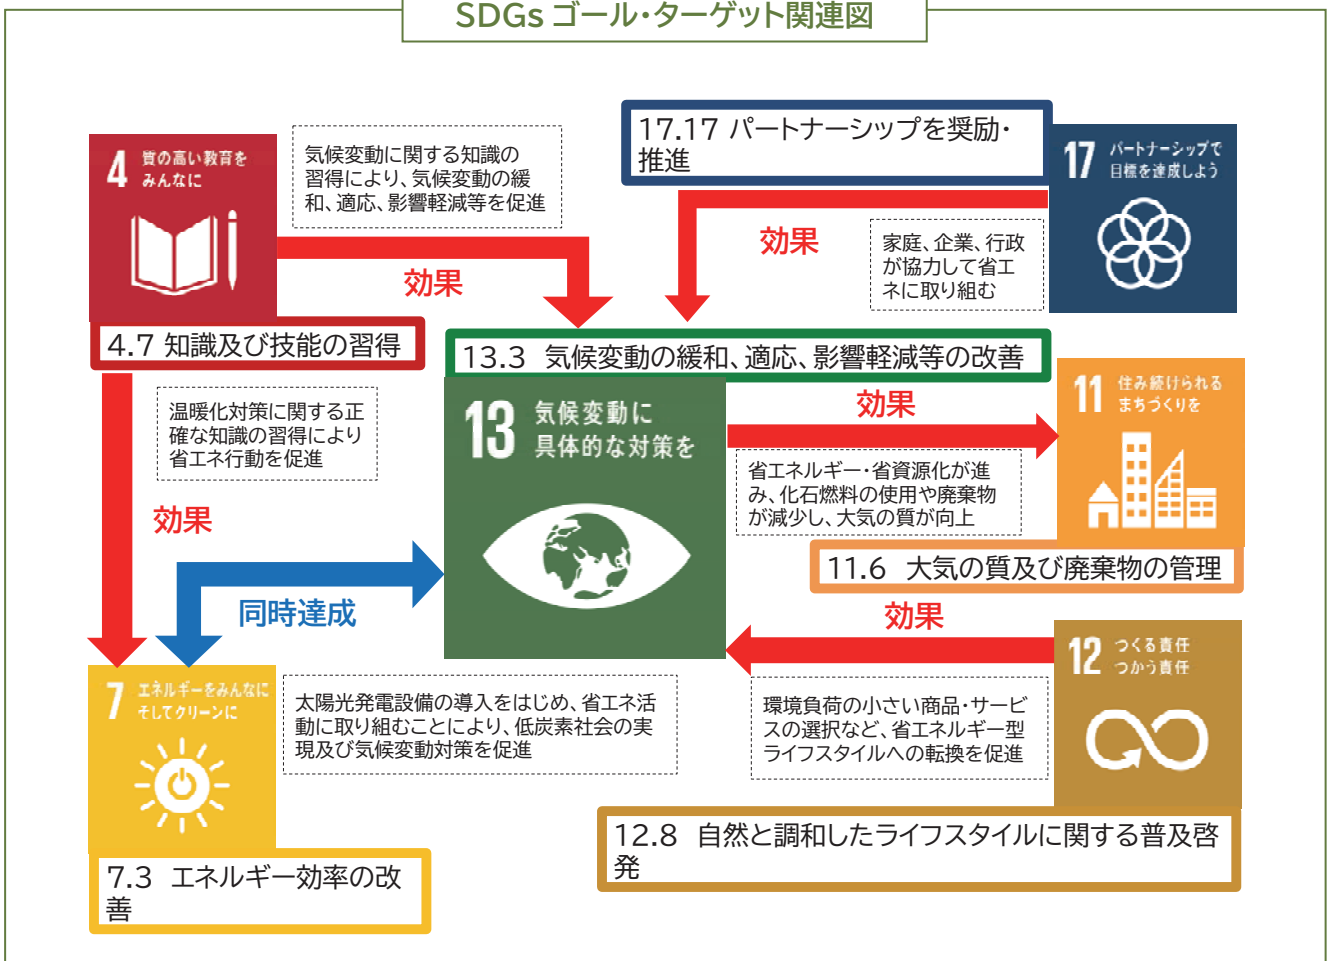 SDGs ゴール・ターゲット関連図
4 質の高い教育を
みんなに
気候変動に関する知識の
習得により、気候変動の緩
和、適応、影響軽減等を促進
効果
4.7 知識及び技能の習得
17.17 パートナーシップを奨励・
推進
17 パートナーシップで
目標を達成しよう
効果
家庭、企業、行政
が協力して省エ
ネに取り組む
13.3 気候変動の緩和、適応、影響軽減等の改善
13 気候変動に
具体的な対策を
効果
省エネルギー・省資源化が進
み、化石燃料の使用や廃棄物
が減少し、大気の質が向上
11 住み続けられる
まちづくりを
11.6 大気の質及び廃棄物の管理
温暖化対策に関する正
確な知識の習得により
省エネ行動を促進
効果
同時達成
7 エネルギーをみんなに
そしてクリーンに
太陽光発電設備の導入をはじめ、省エネ活
動に取り組むことにより、低炭素社会の実
現及び気候変動対策を促進
7.3 エネルギー効率の改
善
効果
12 つくる責任
つかう責任
環境負荷の小さい商品・サービ
スの選択など、省エネルギー型
ライフスタイルへの転換を促進
12.8 自然と調和したライフスタイルに関する普及啓
発